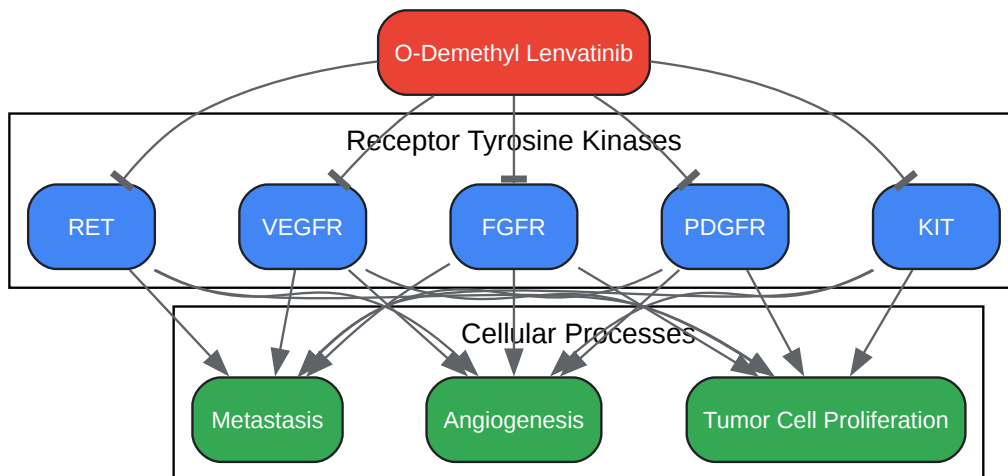 O-Demethyl Lenvatinib
Receptor Tyrosine Kinases
RET
VEGFR
FGFR
PDGFR
KIT
Cellular Processes
Metastasis
Angiogenesis
Tumor Cell Proliferation